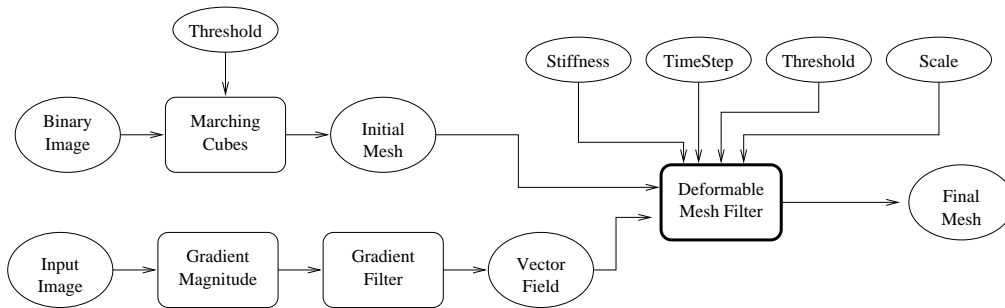 Threshold
Stiffness
TimeStep
Threshold
Scale
Binary
Image
Marching
Cubes
Initial
Mesh
Deformable
Mesh Filter
Final
Mesh
Input
Image
Gradient
Magnitude
Gradient
Filter
Vector
Field